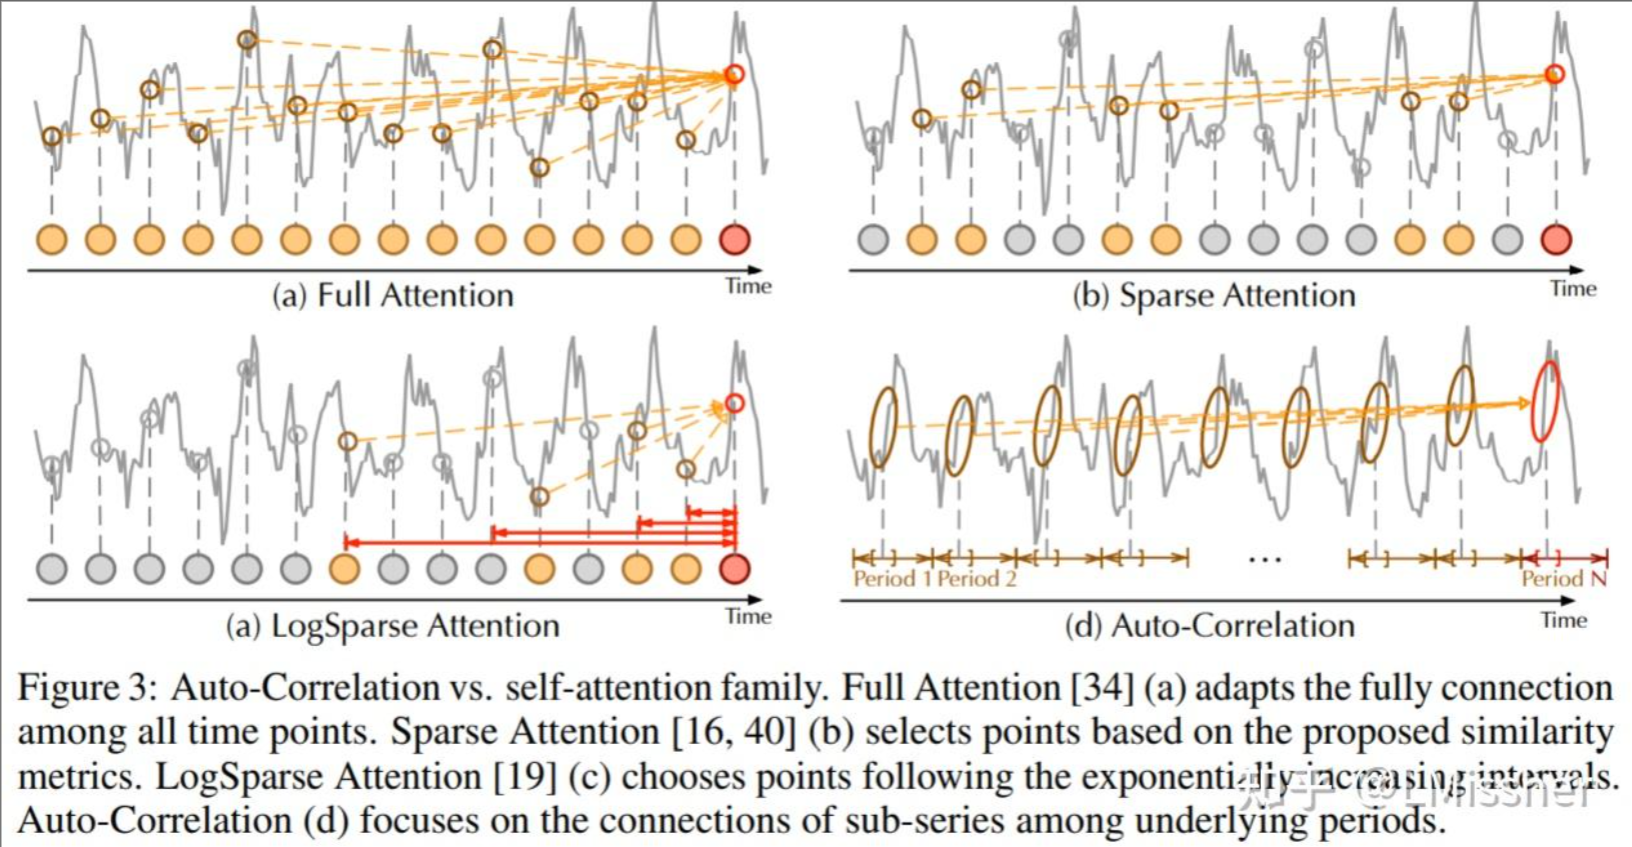 Time
Time
(a) Full Attention
(b) Sparse Attention
Period 1 Period 2
...
Period N
Time
Time
(a) LogSparse Attention
(d) Auto-Correlation
Figure 3: Auto-Correlation vs. self-attention family. Full Attention [34] (a) adapts the fully connection
among all time points. Sparse Attention [16, 40] (b) selects points based on the proposed similarity
metrics. LogSparse Attention [19] (c) chooses points following the exponentially increasing intervals.
Auto-Correlation (d) focuses on the connections of sub-series among underlying periods.
知乎